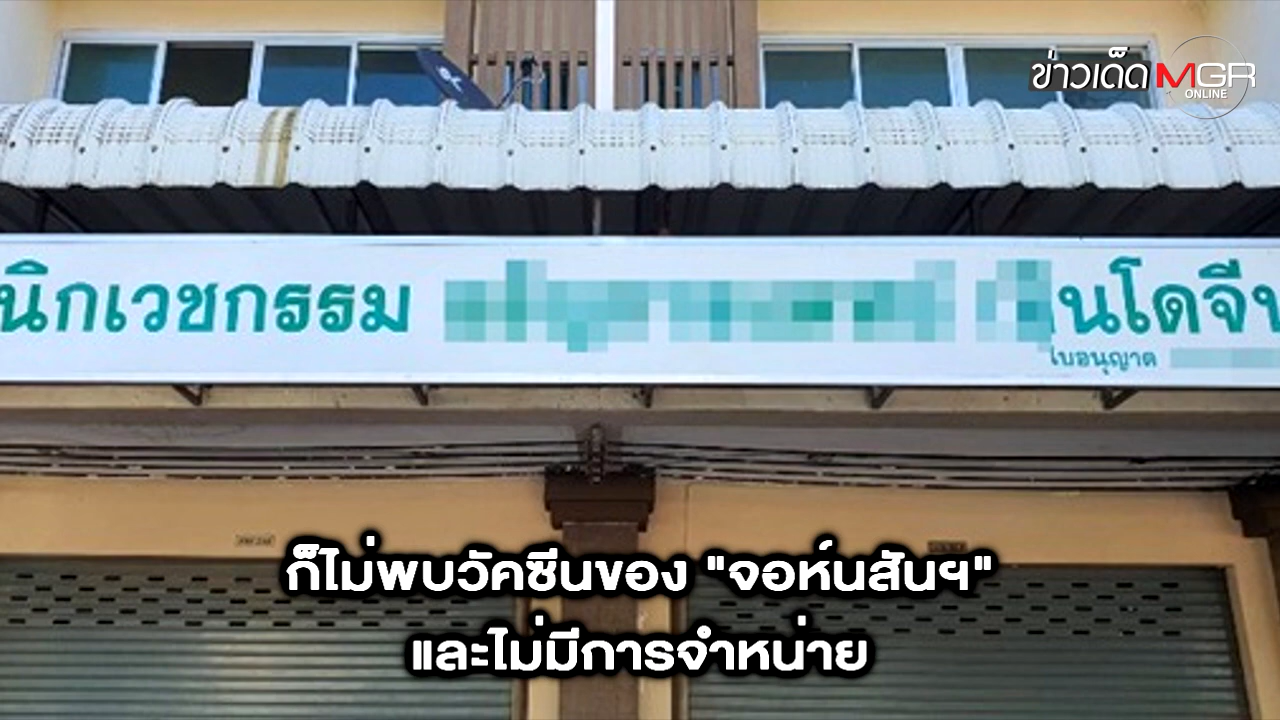 ข่าวเด็ด MGR
ONLINE
นิกเวชกรรม
นโดจีน
ใบอนุญาต
ก็ไม่พบวัคซีนของ "จอห์นสันฯ"
และไม่มีการจำหน่าย